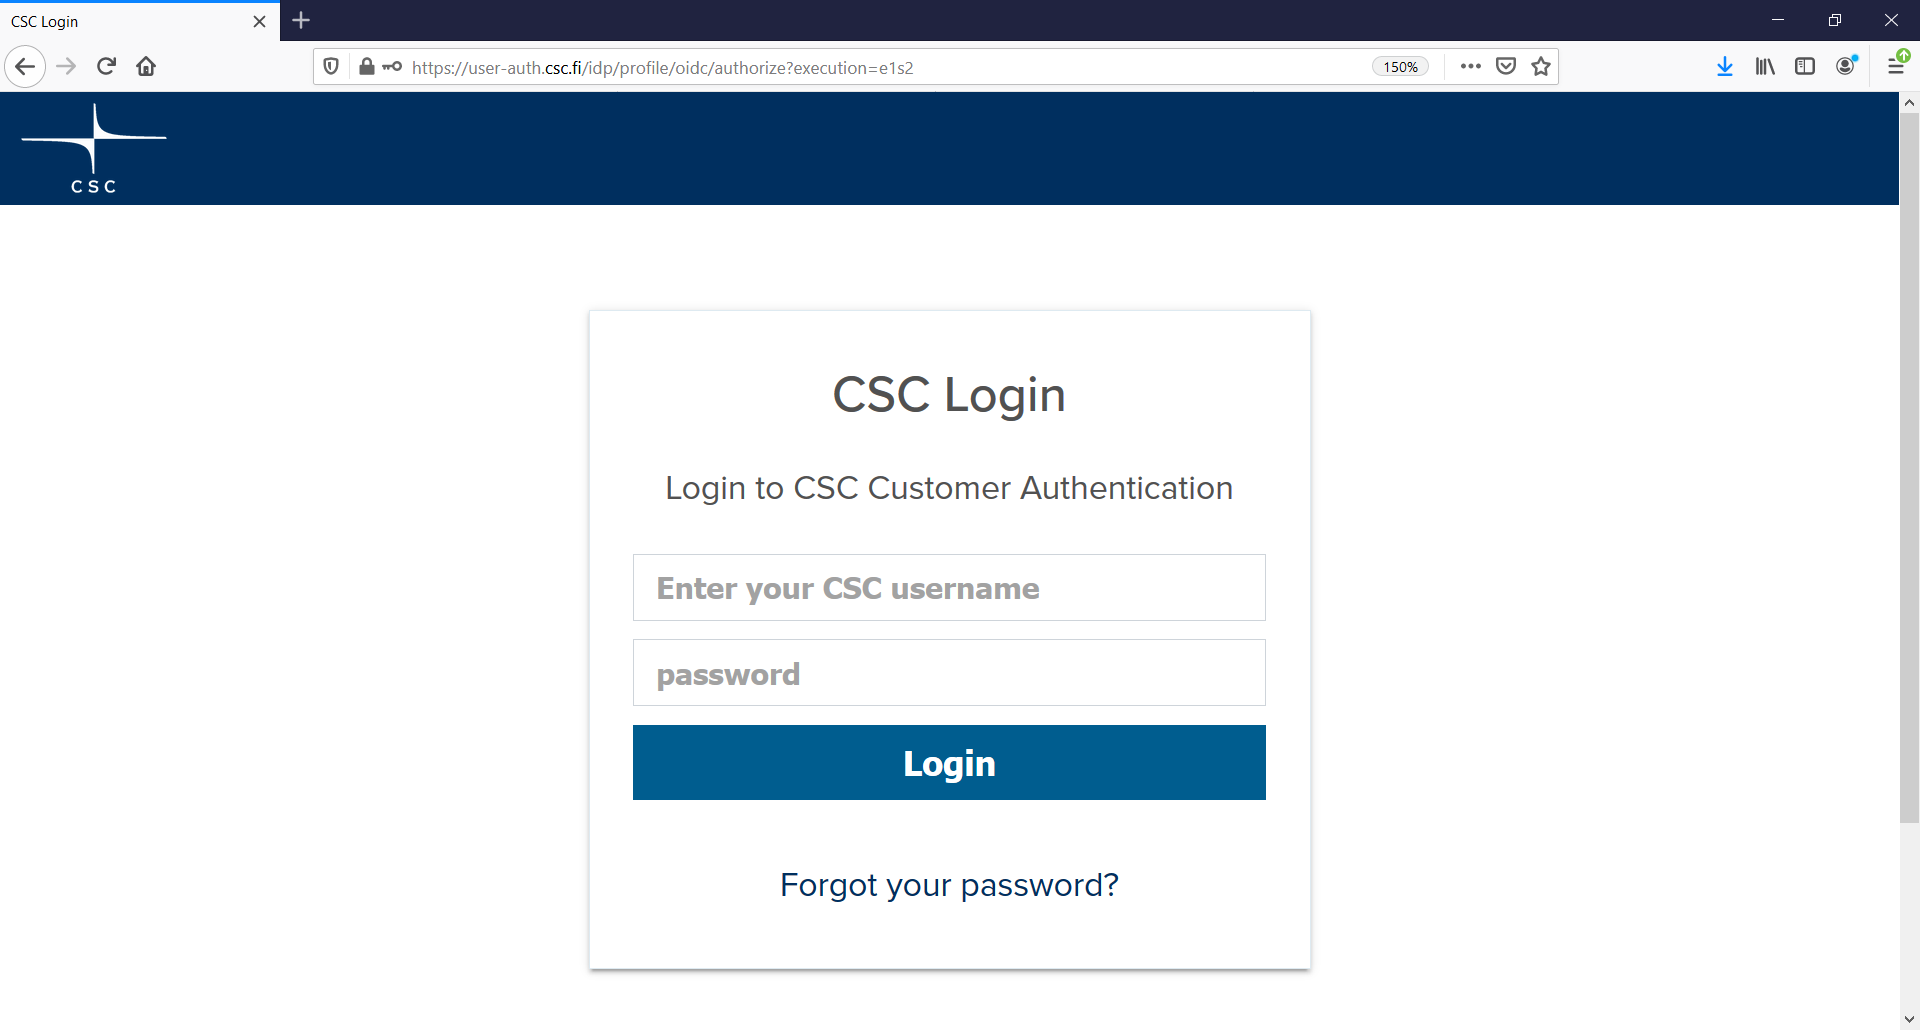 CSC Login
https://user-auth.csc.fi/idp/profile/oidc/authorize?execution=e1s2
150%
CSC
CSC Login
Login to CSC Customer Authentication
Enter your CSC username
password
Login
Forgot your password?